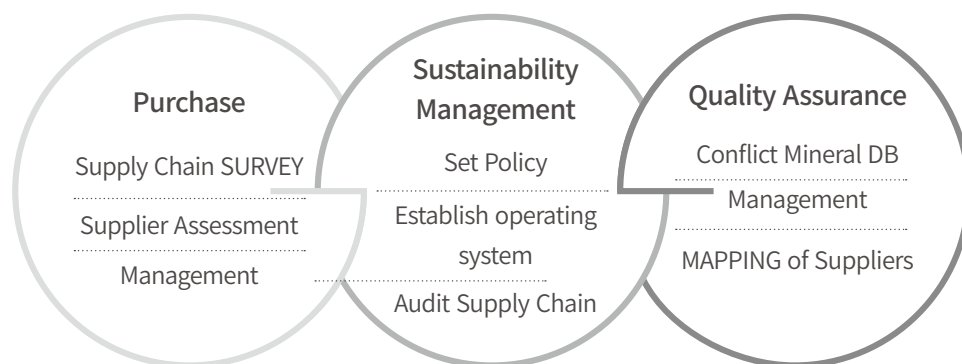 Purchase
Supply Chain SURVEY
Supplier Assessment
Management
Sustainability
Management
Set Policy
Establish operating
system
Audit Supply Chain
Quality Assurance
Conflict Mineral DB
Management
MAPPING of Suppliers